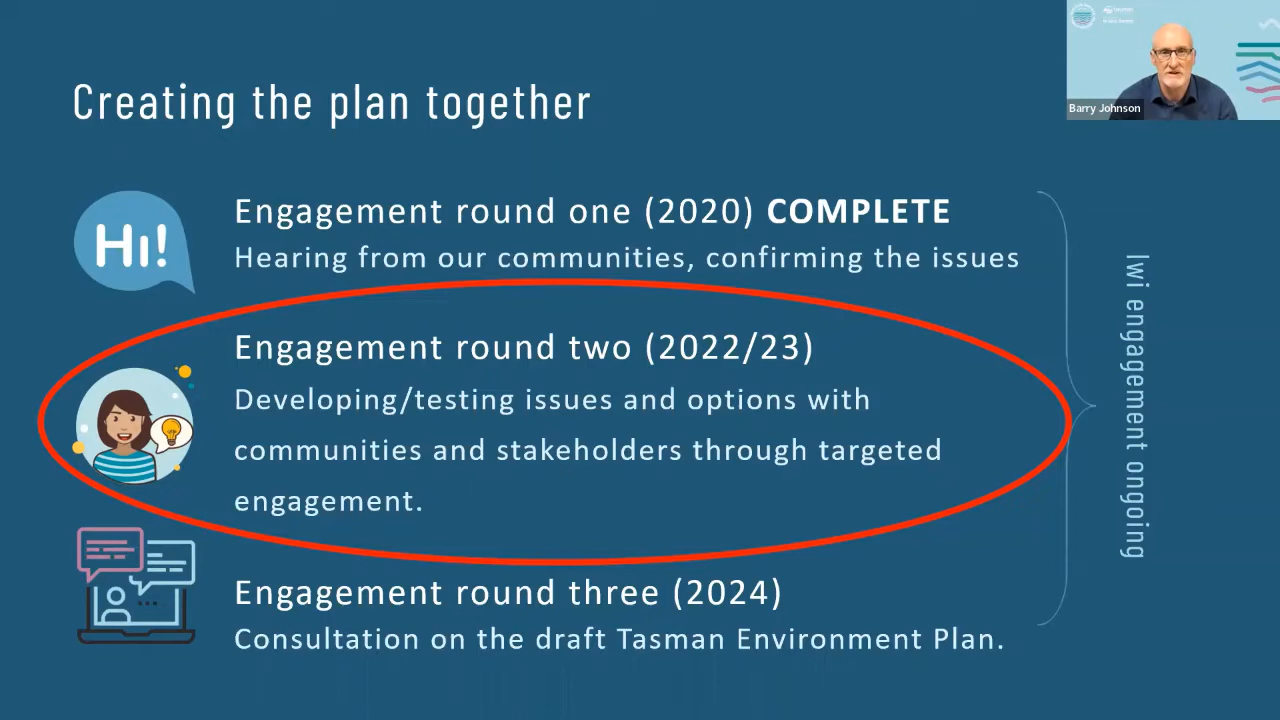 Creating the plan together
Barry Johnson
Hi!
Engagement round one (2020) COMPLETE
Hearing from our communities, confirming the issues
Engagement round two (2022/23)
Developing/testing issues and options with
communities and stakeholders through targeted
engagement.
Engagement round three (2024)
Consultation on the draft Tasman Environment Plan.
Iwi engagement ongoing